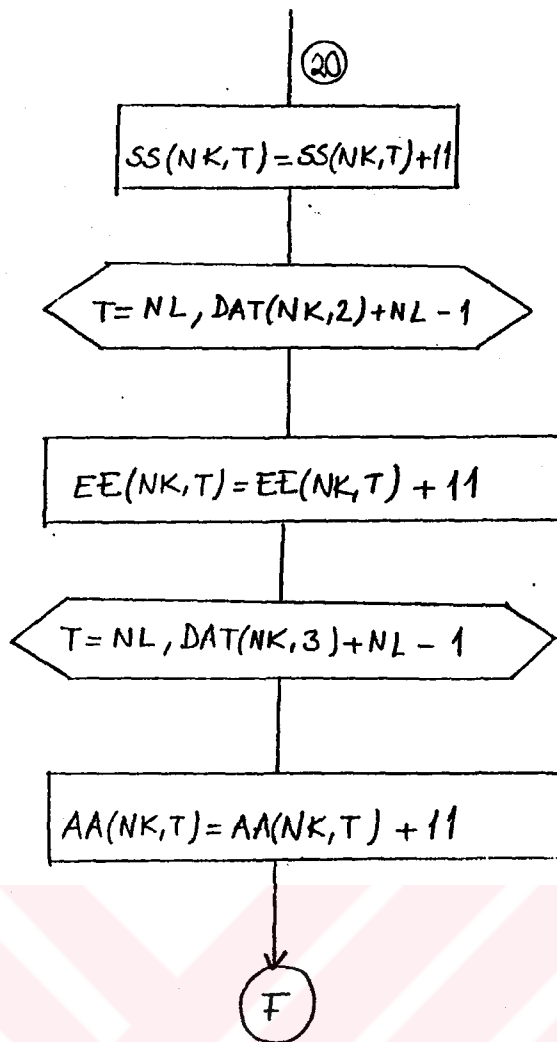 20
SS(NK,T)=SS(NK,T)+11
T=NL,DAT(NK,2)+NL-1
EE(NK,T)=EE(NK,T)+11
T=NL,DAT(NK,3)+NL-1
AA(NK,T)=AA(NK,T)+11
F